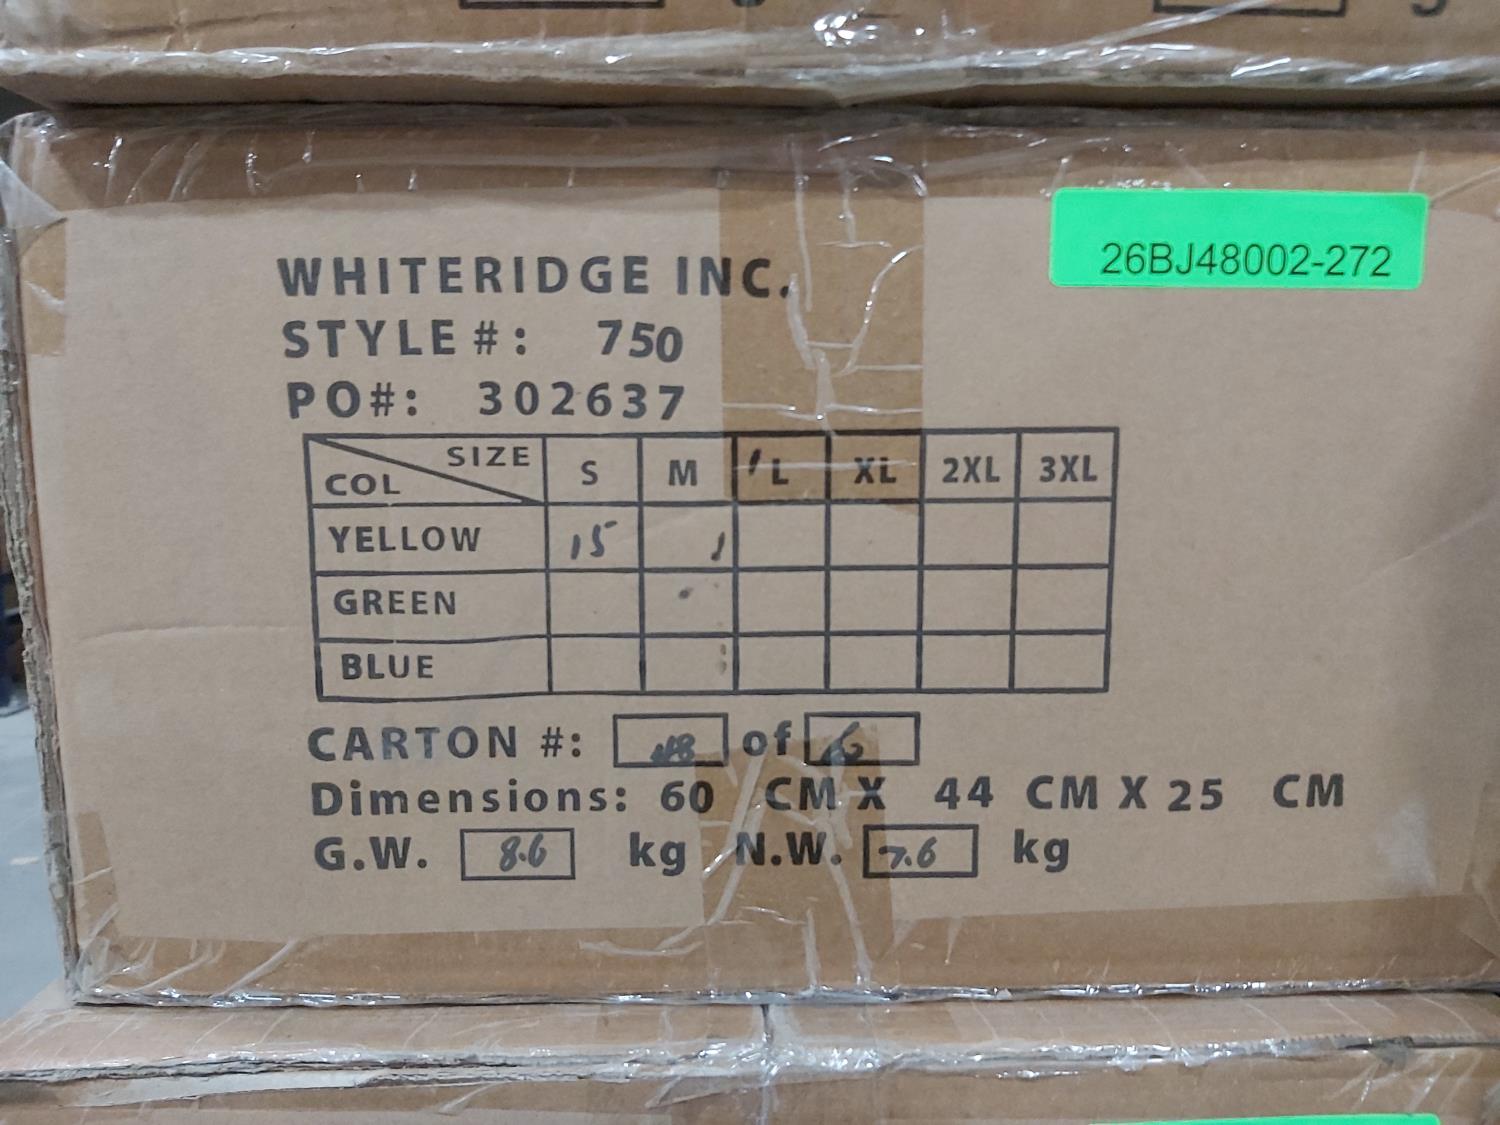 26BJ48002-272
WHITERIDGE INC.
STYLE #: 750
PO#: 302637
SIZE
COL S M L XL 2XL 3XL
YELLOW 15
GREEN
BLUE
CARTON #: of 6
Dimensions: 60 CM X 44 CM X 25 CM
G.W. 8.6 kg N.W. 7.6 kg